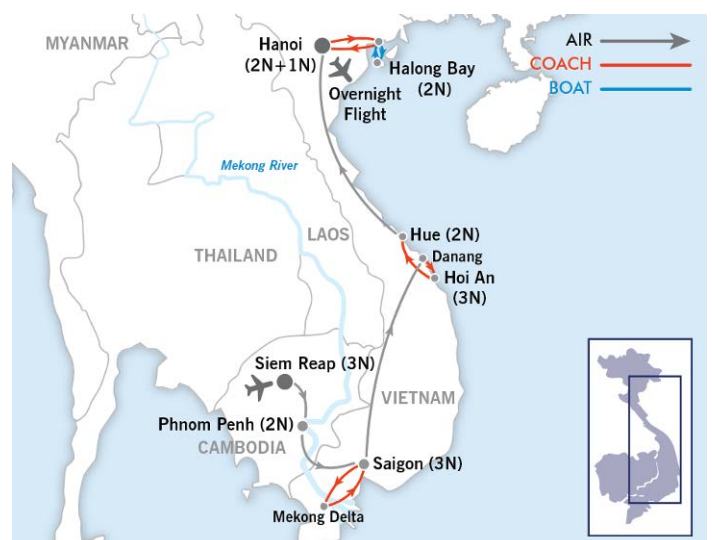 MYANMAR
Hanoi
(2N+1N)
Overnight
Flight
Halong Bay
(2N)
AIR
COACH
BOAT
Mekong River
LAOS
THAILAND
Hue (2N)
Danang
Hoi An
(3N)
Siem Reap (3N)
VIETNAM
Phnom Penh (2N)
CAMBODIA
Saigon (3N)
Mekong Delta